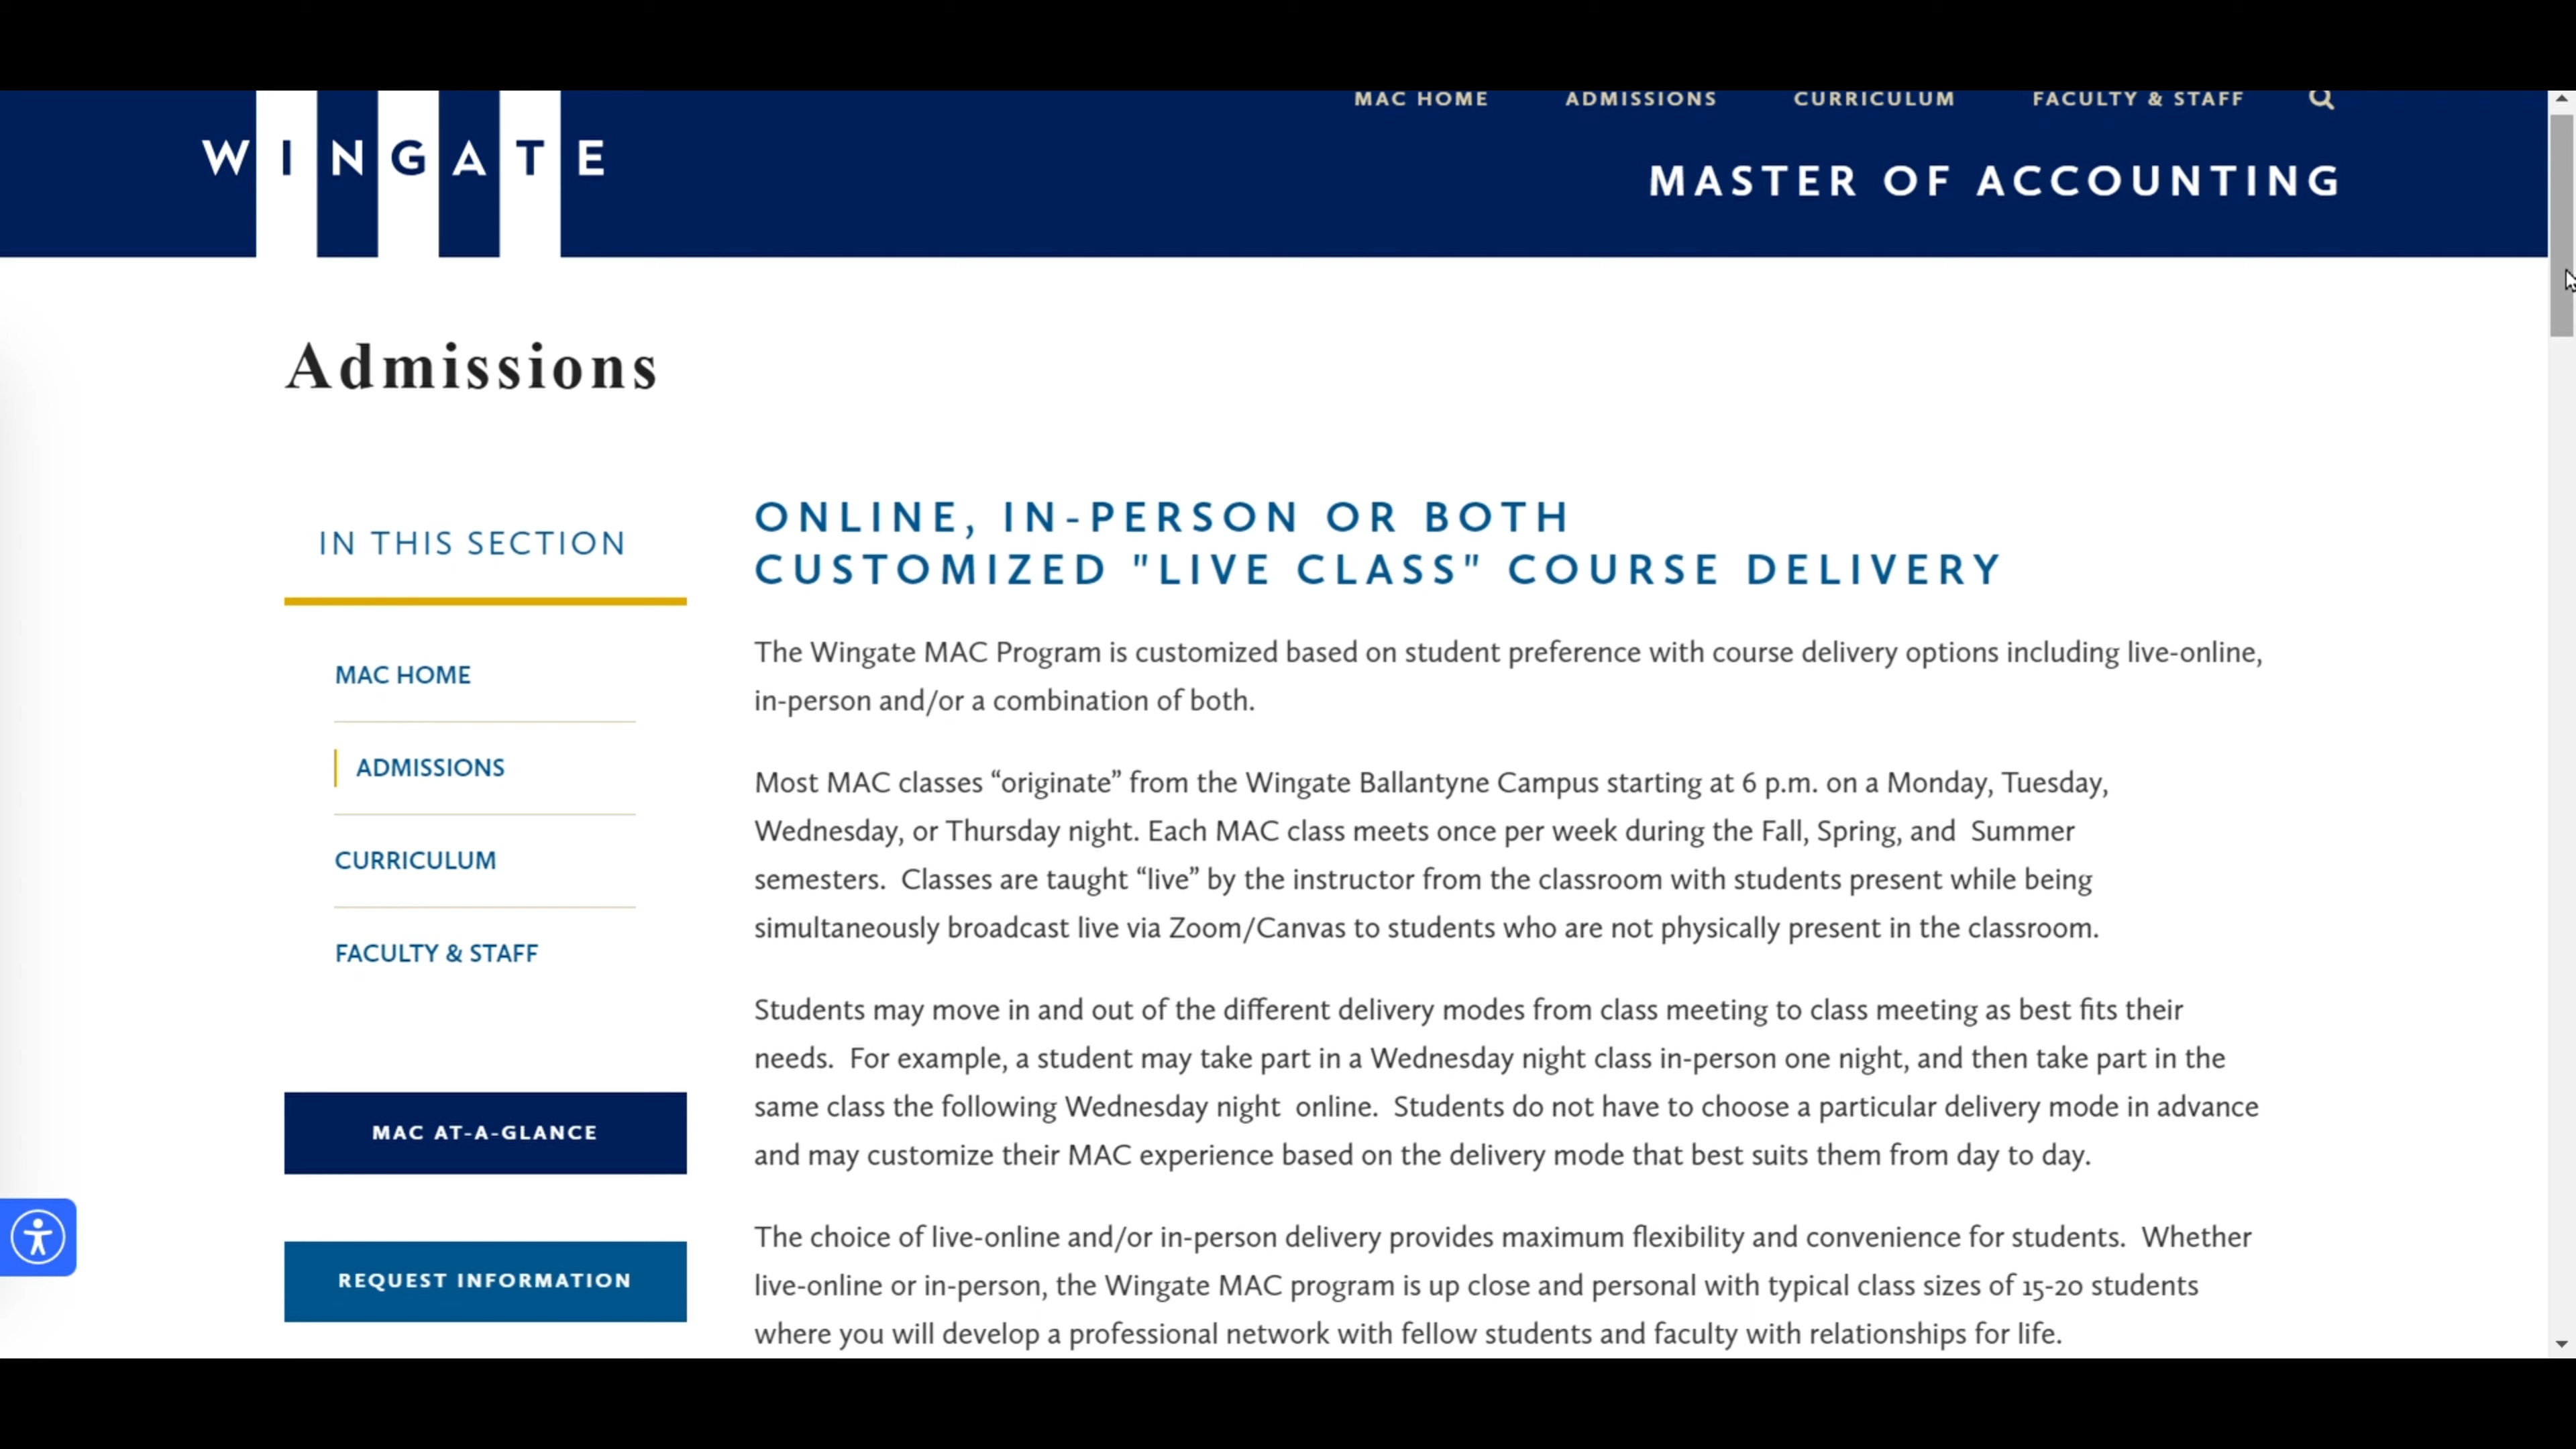 MAC HOME ADMISSIONS CURRICULUM FACULTY & STAFF
WINGATE
MASTER OF ACCOUNTING
Admissions
IN THIS SECTION
MAC HOME
ADMISSIONS
CURRICULUM
FACULTY & STAFF
MAC AT-A-GLANCE
REQUEST INFORMATION
ONLINE, IN-PERSON OR BOTH
CUSTOMIZED "LIVE CLASS" COURSE DELIVERY
The Wingate MAC Program is customized based on student preference with course delivery options including live-online,
in-person and/or a combination of both.
Most MAC classes “originate” from the Wingate Ballantyne Campus starting at 6 p.m. on a Monday, Tuesday,
Wednesday, or Thursday night. Each MAC class meets once per week during the Fall, Spring, and Summer
semesters. Classes are taught “live” by the instructor from the classroom with students present while being
simultaneously broadcast live via Zoom/Canvas to students who are not physically present in the classroom.
Students may move in and out of the different delivery modes from class meeting to class meeting as best fits their
needs. For example, a student may take part in a Wednesday night class in-person one night, and then take part in the
same class the following Wednesday night online. Students do not have to choose a particular delivery mode in advance
and may customize their MAC experience based on the delivery mode that best suits them from day to day.
The choice of live-online and/or in-person delivery provides maximum flexibility and convenience for students. Whether
live-online or in-person, the Wingate MAC program is up close and personal with typical class sizes of 15-20 students
where you will develop a professional network with fellow students and faculty with relationships for life.